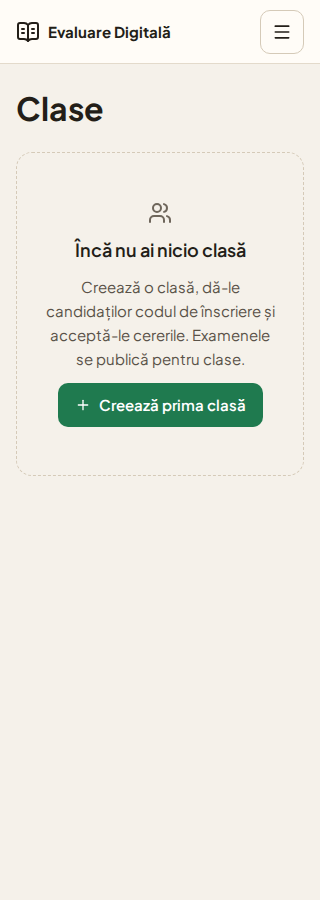 Evaluare Digitală
Clase
Încă nu ai nicio clasă
Creează o clasă, dă-le
candidaților codul de înscriere și
acceptă-le cererile. Examenele
se publică pentru clase.
Creează prima clasă